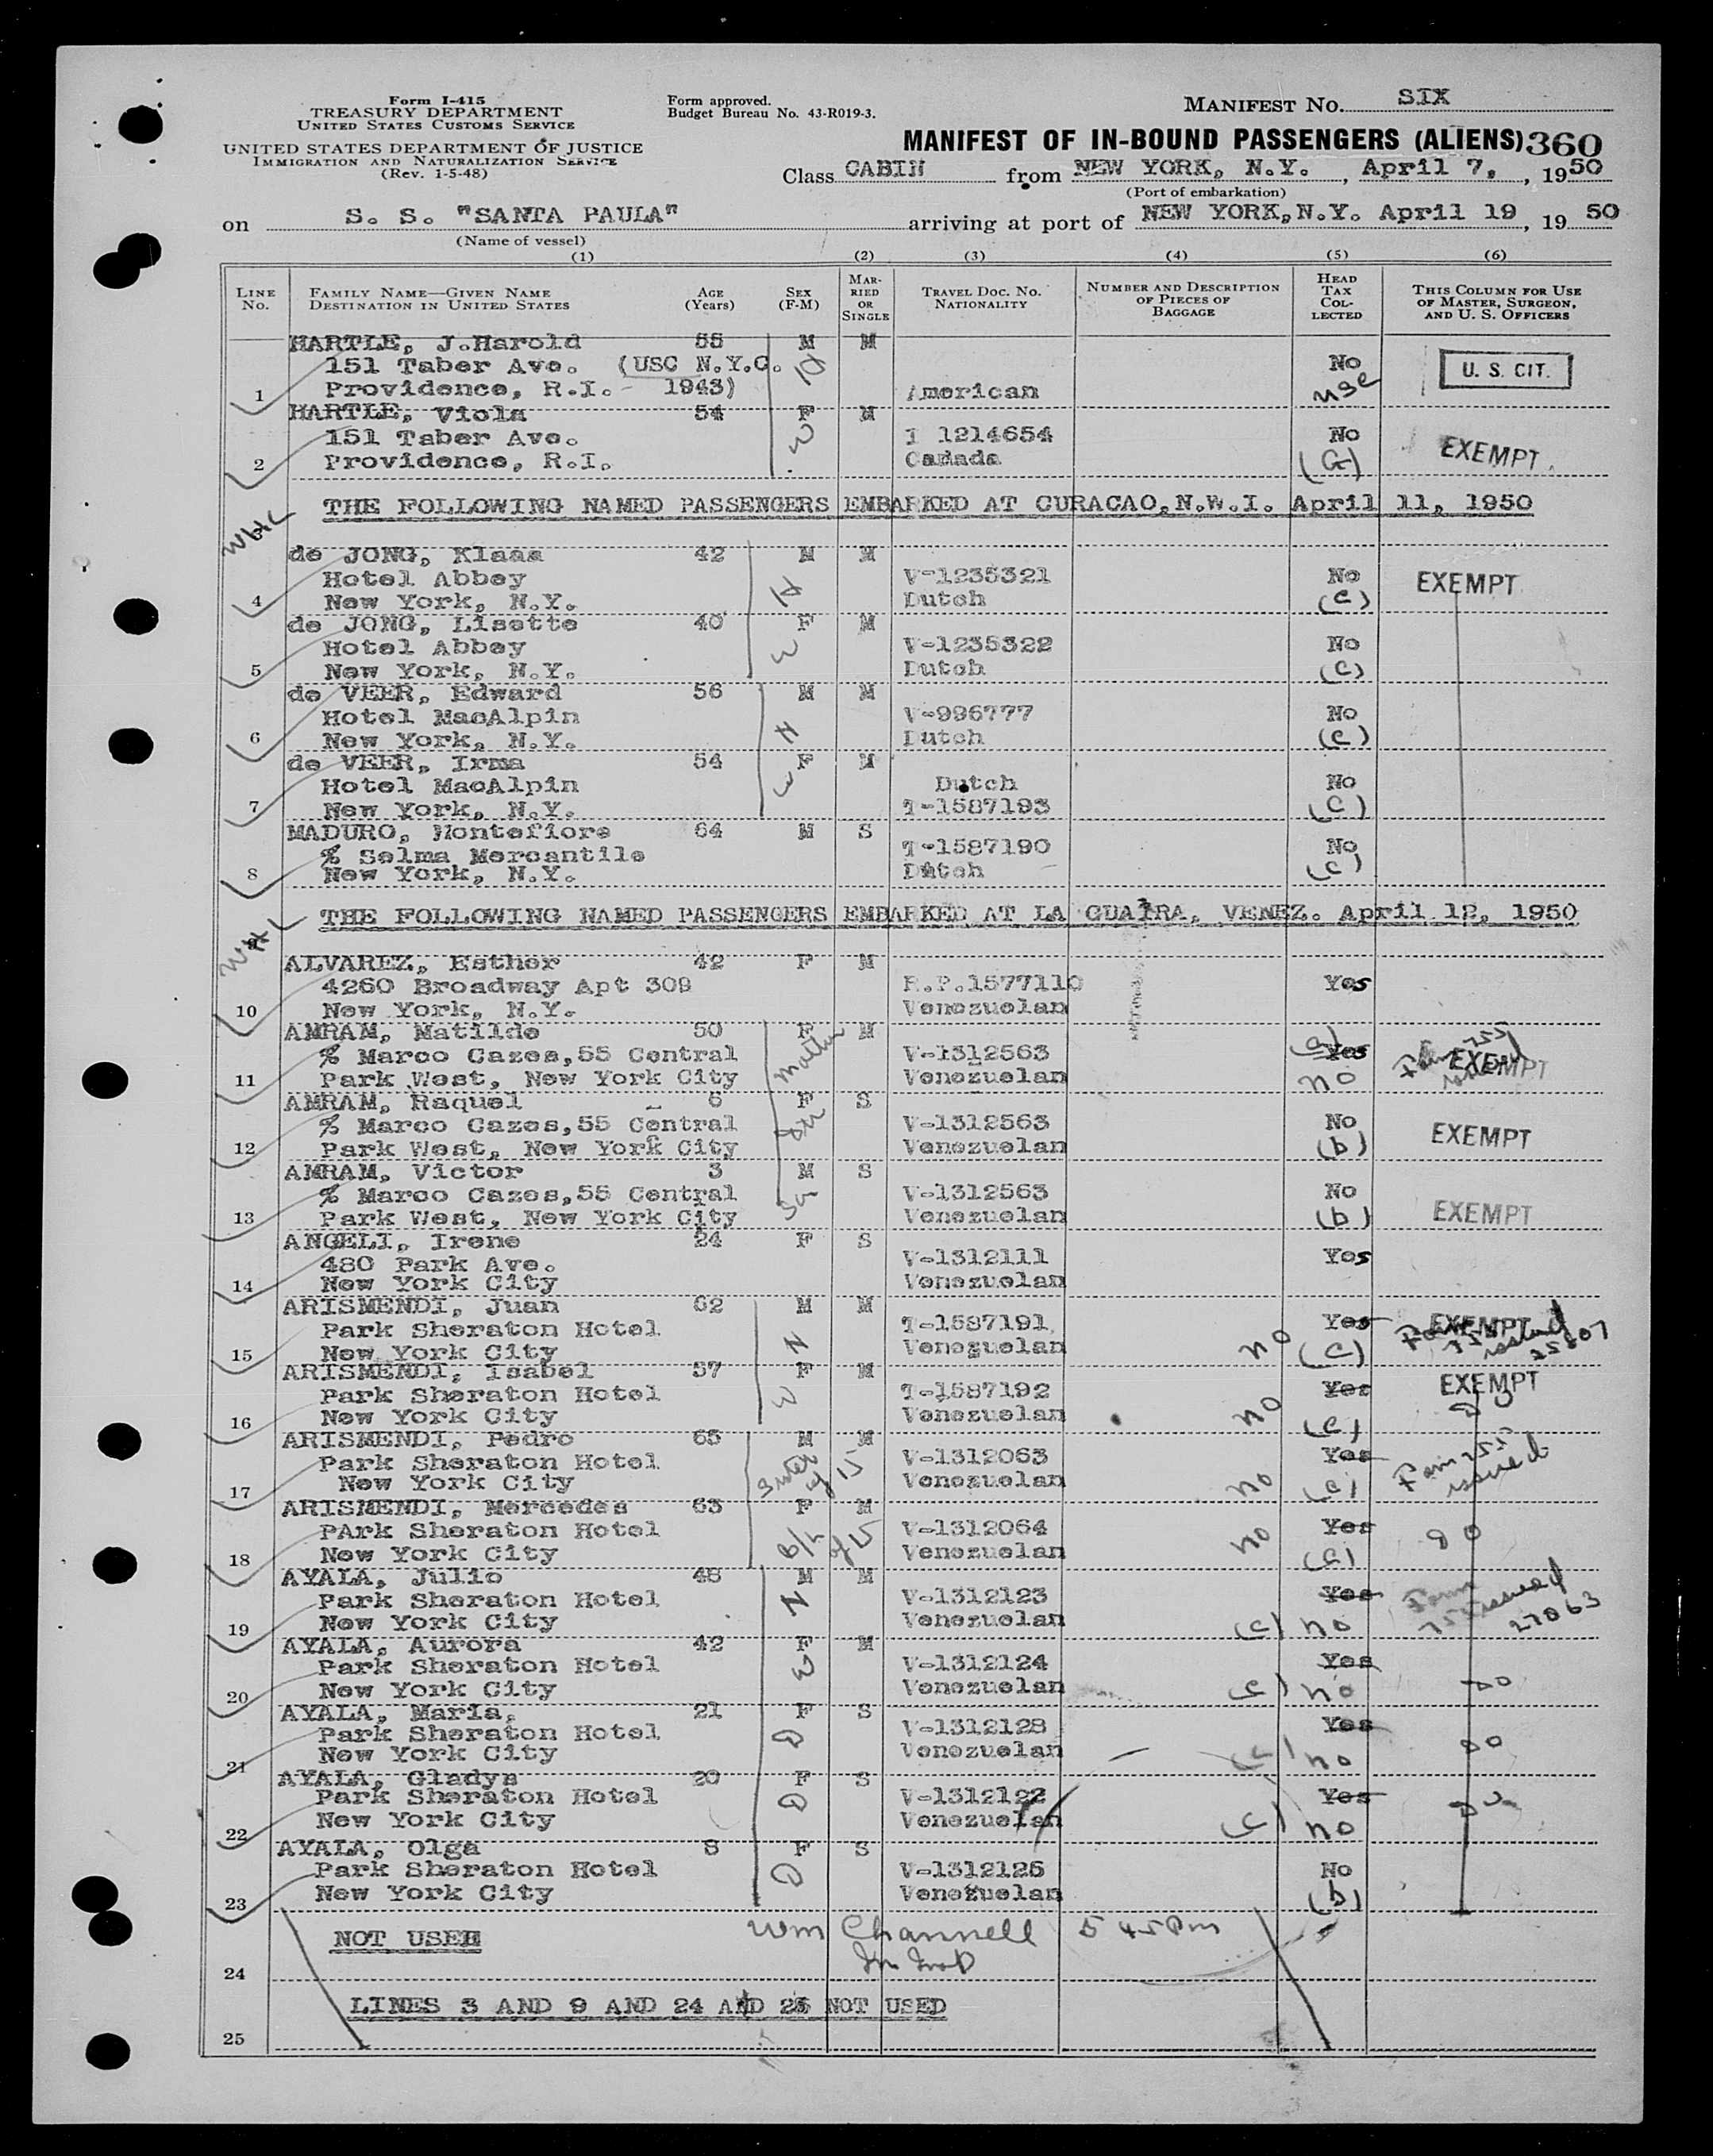 Form I-415
TREASURY DEPARTMENT
UNITED STATES CUSTOMS SERVICE
UNITED STATES DEPARTMENT OF JUSTICE
IMMIGRATION AND NATURALIZATION SERVICE
(Rev. 1-5-48)
Form approved.
Budget Bureau No. 43-R019-3.
MANIFEST NO. SIX
MANIFEST OF IN-BOUND PASSENGERS (ALIENS) 360
Class CABIN from NEW YORK, N.Y. , April 7, , 1950
(Port of embarkation)
on S. S. "SANTA PAULA" arriving at port of NEW YORK, N.Y. April 19 , 19 50
(Name of vessel)
(1) (2) (3) (4) (5) (6)
LINE NO. FAMILY NAME—GIVEN NAME DESTINATION IN UNITED STATES AGE (Years) SEX (F-M) MARRIED OR SINGLE TRAVEL DOC. NO. NATIONALITY NUMBER AND DESCRIPTION OF PIECES OF BAGGAGE HEAD TAX COLLECTED THIS COLUMN FOR USE OF MASTER, SURGEON, AND U. S. OFFICERS
HARTLE, J.Harold 55 M M
151 Taber Ave. (USC N.Y.C. No U. S. CIT.
1 Providence, R.I. - 1943) American usc
HARTLE, Viola 54 F M
151 Taber Ave. W I 1214654 No EXEMPT
2 Providence, R.I. Canada (a)
THE FOLLOWING NAMED PASSENGERS EMBARKED AT CURACAO, N.W.I. April 11, 1950
de JONG, Klaas 42 M M
Hotel Abbey H V-1235321 No EXEMPT
4 New York, N.Y. Dutch (c)
de JONG, Lisette 40 F M
Hotel Abbey W V-1235322 No
5 New York, N.Y. Dutch (c)
de VEER, Edward 56 M M
Hotel MacAlpin H V-996777 No
6 New York, N.Y. Dutch (c)
de VEER, Irma 54 F M
Hotel MacAlpin W Dutch No
7 New York, N.Y. T-1587193 (c)
MADURO, Montefiore 64 M S
% Selma Mercantile T-1587190 No
8 New York, N.Y. Dutch (c)
THE FOLLOWING NAMED PASSENGERS EMBARKED AT LA GUAIRA, VENEZ. April 12, 1950
ALVAREZ, Esther 42 F M
4260 Broadway Apt 309 R.P.1577110 Yes
10 New York, N.Y. Venezuelan
AMRAM, Matilde 50 F M
% Marco Cazes, 55 Central Mother V-1312563 Yes EXEMPT
11 Park West, New York City Venezuelan no
AMRAM, Raquel 6 F S
% Marco Cazes, 55 Central V-1312563 No EXEMPT
12 Park West, New York City Venezuelan (b)
AMRAM, Victor 3 M S
% Marco Cazes, 55 Central V-1312563 No EXEMPT
13 Park West, New York City Venezuelan (b)
ANGELI, Irene 24 F S
480 Park Ave. V-1312111 Yes
14 New York City Venezuelan
ARISMENDI, Juan 62 M M
Park Sheraton Hotel T-1587191 Yes EXEMPT
15 New York City H Venezuelan no (c)
ARISMENDI, Isabel 57 F M
Park Sheraton Hotel W T-1587192 Yes EXEMPT
16 New York City Venezuelan no (c)
ARISMENDI, Pedro 65 M M
Park Sheraton Hotel V-1312063 Yes Form 255 issued
17 New York City Venezuelan no (c)
ARISMENDI, Mercedes 63 F M
PArk Sheraton Hotel V-1312064 Yes
18 New York City Venezuelan no (c)
AYALA, Julio 48 M M
Park Sheraton Hotel H V-1312123 Yes Form 255 issued
19 New York City Venezuelan (c) no 27063
AYALA, Aurora 42 F M
Park Sheraton Hotel W V-1312124 Yes
20 New York City Venezuelan (c) no
AYALA, Maria, 21 F S
Park Sheraton Hotel D V-1312128 Yes
21 New York City Venezuelan (c) no
AYALA, Gladys 20 F S
Park Sheraton Hotel D V-1312122 Yes
22 New York City Venezuelan (c) no
AYALA, Olga 8 F S
Park Sheraton Hotel D V-1312126 No
23 New York City Venezuelan (b)
NOT USED Wm Channell 5 45 Pm
24
LINES 3 AND 9 AND 24 AND 25 NOT USED
25